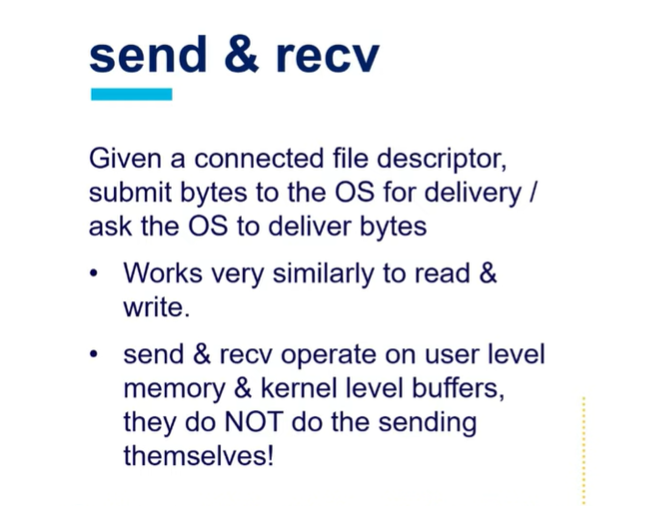 send & recv
Given a connected file descriptor,
submit bytes to the OS for delivery /
ask the OS to deliver bytes
• Works very similarly to read &
write.
• send & recv operate on user level
memory & kernel level buffers,
they do NOT do the sending
themselves!